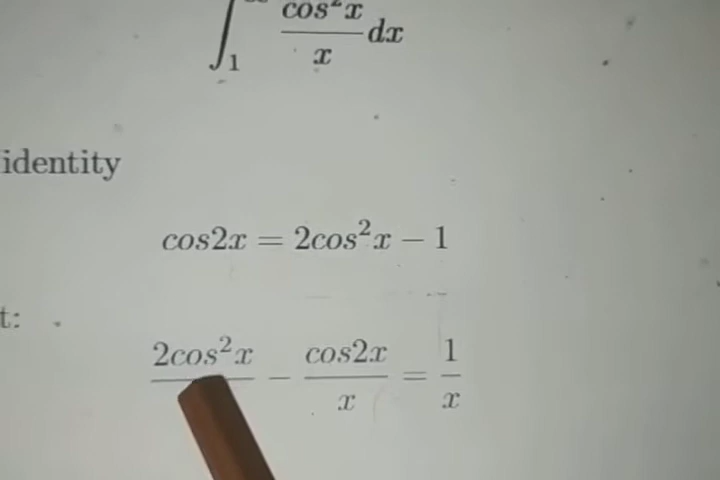 ∫₁ cos²x/x dx
identity
cos2x = 2cos²x − 1
t:
2cos²x − cos2x/x = 1/x